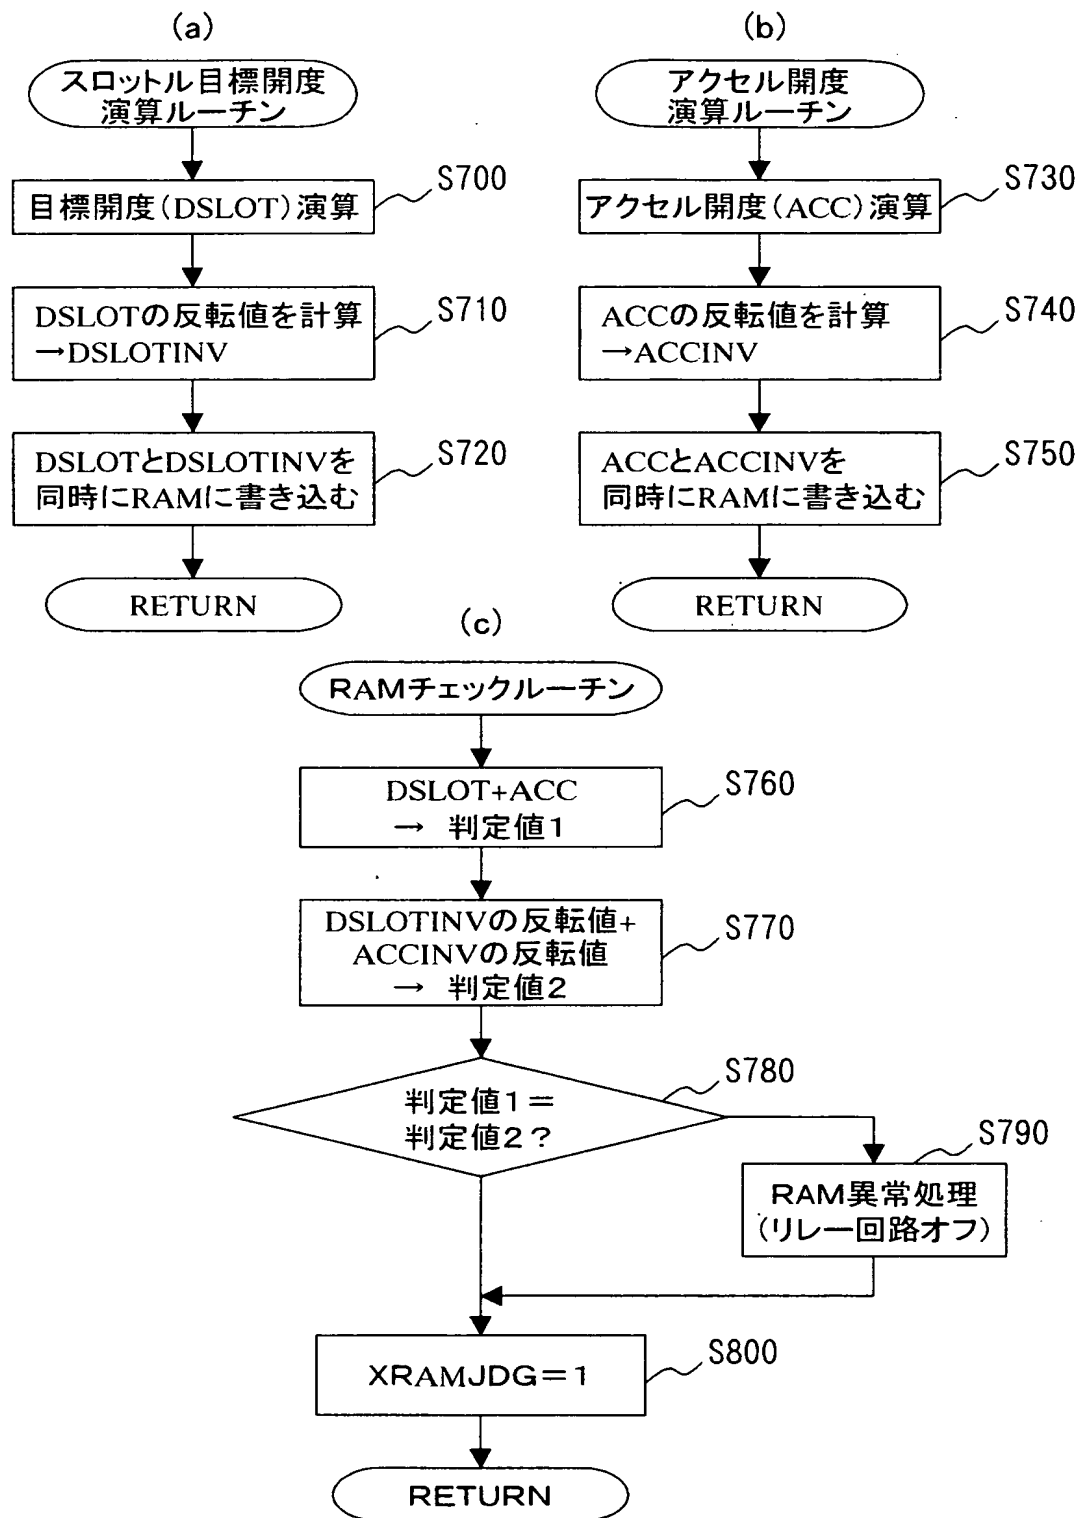 (a)
スロットル目標開度
演算ルーチン
目標開度(DSLOT)演算
S700
DSLOTの反転値を計算
→DSLOTINV
S710
DSLOTとDSLOTINVを
同時にRAMに書き込む
S720
RETURN
(b)
アクセル開度
演算ルーチン
アクセル開度(ACC)演算
S730
ACCの反転値を計算
→ACCINV
S740
ACCとACCINVを
同時にRAMに書き込む
S750
RETURN
(c)
RAMチェックルーチン
DSLOT+ACC
→ 判定値1
S760
DSLOTINVの反転値+
ACCINVの反転値
→ 判定値2
S770
判定値1=
判定値2?
S780
S790
RAM異常処理
(リレー回路オフ)
XRAMJDG=1
S800
RETURN